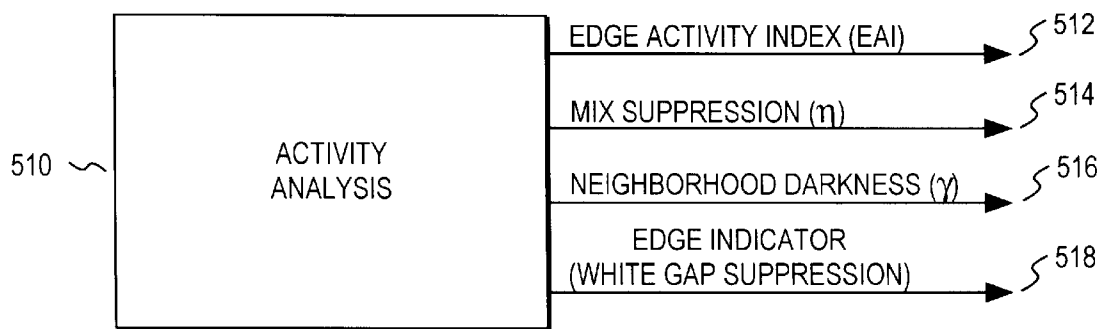 EDGE ACTIVITY INDEX (EAI)
512
MIX SUPPRESSION (η)
514
510
ACTIVITY
ANALYSIS
NEIGHBORHOOD DARKNESS (γ)
516
EDGE INDICATOR
(WHITE GAP SUPPRESSION)
518